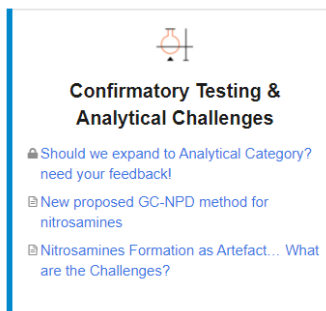 Confirmatory Testing &
Analytical Challenges
Should we expand to Analytical Category?
need your feedback!
New proposed GC-NPD method for
nitrosamines
Nitrosamines Formation as Artefact... What
are the Challenges?